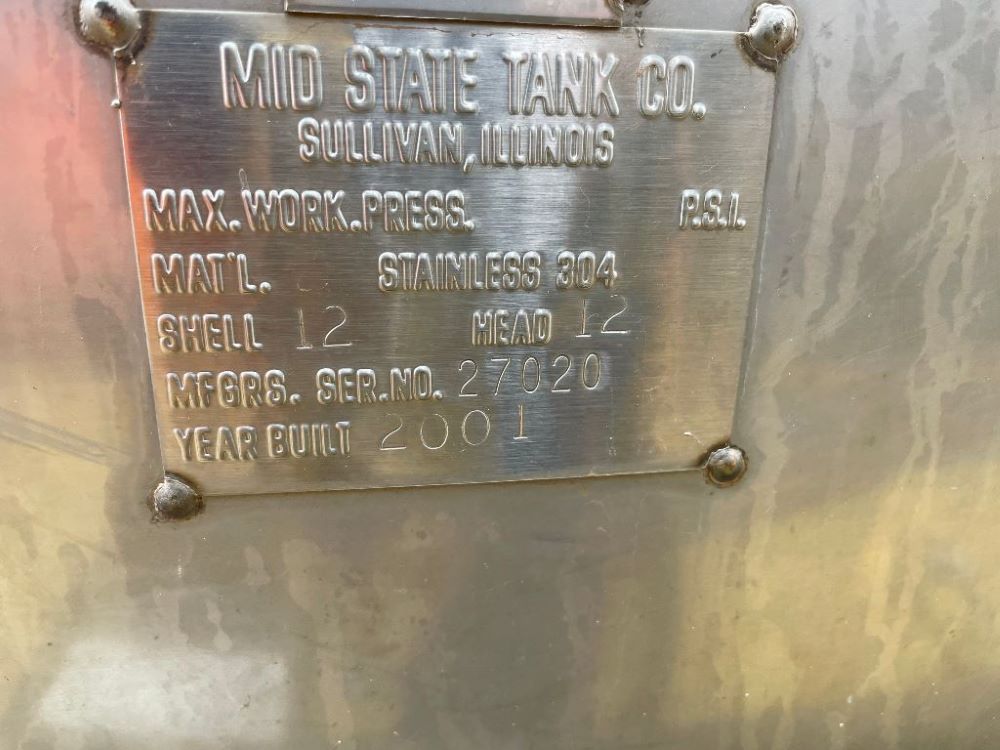 MID STATE TANK CO.
SULLIVAN, ILLINOIS
MAX. WORK. PRESS. P.S.I.
MAT'L. STAINLESS 304
SHELL 12 HEAD 12
MFGRS. SER. NO. 27020
YEAR BUILT 2001